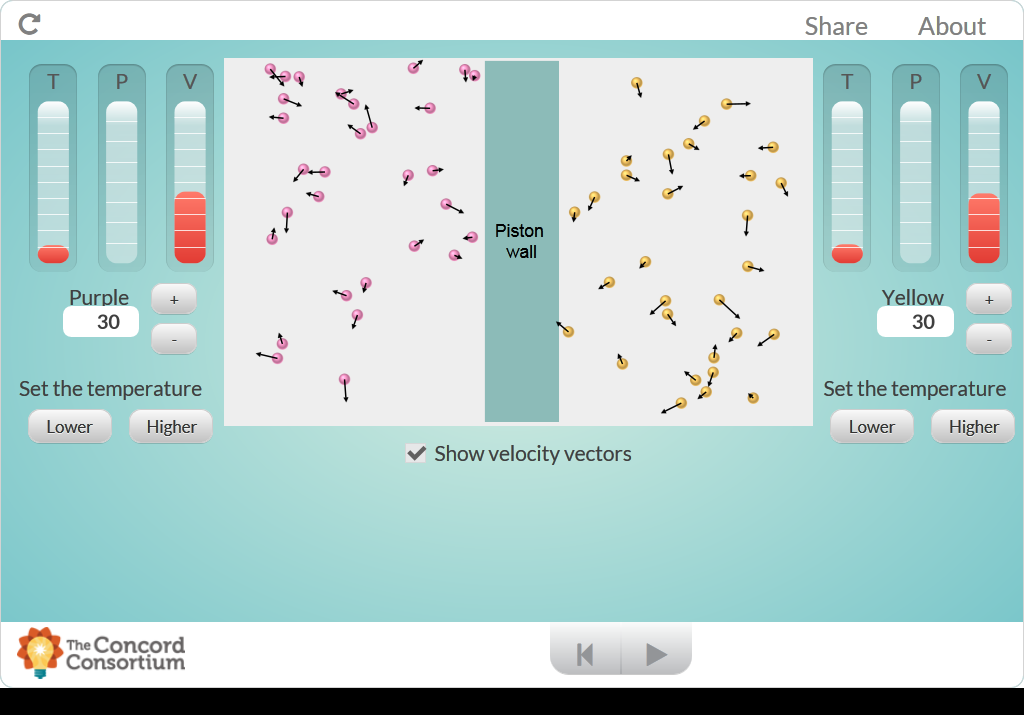 Share About
T P V
T P V
Piston
wall
Purple
30
+
-
Set the temperature
Lower Higher
Yellow
30
+
-
Set the temperature
Lower Higher
Show velocity vectors
The Concord
Consortium